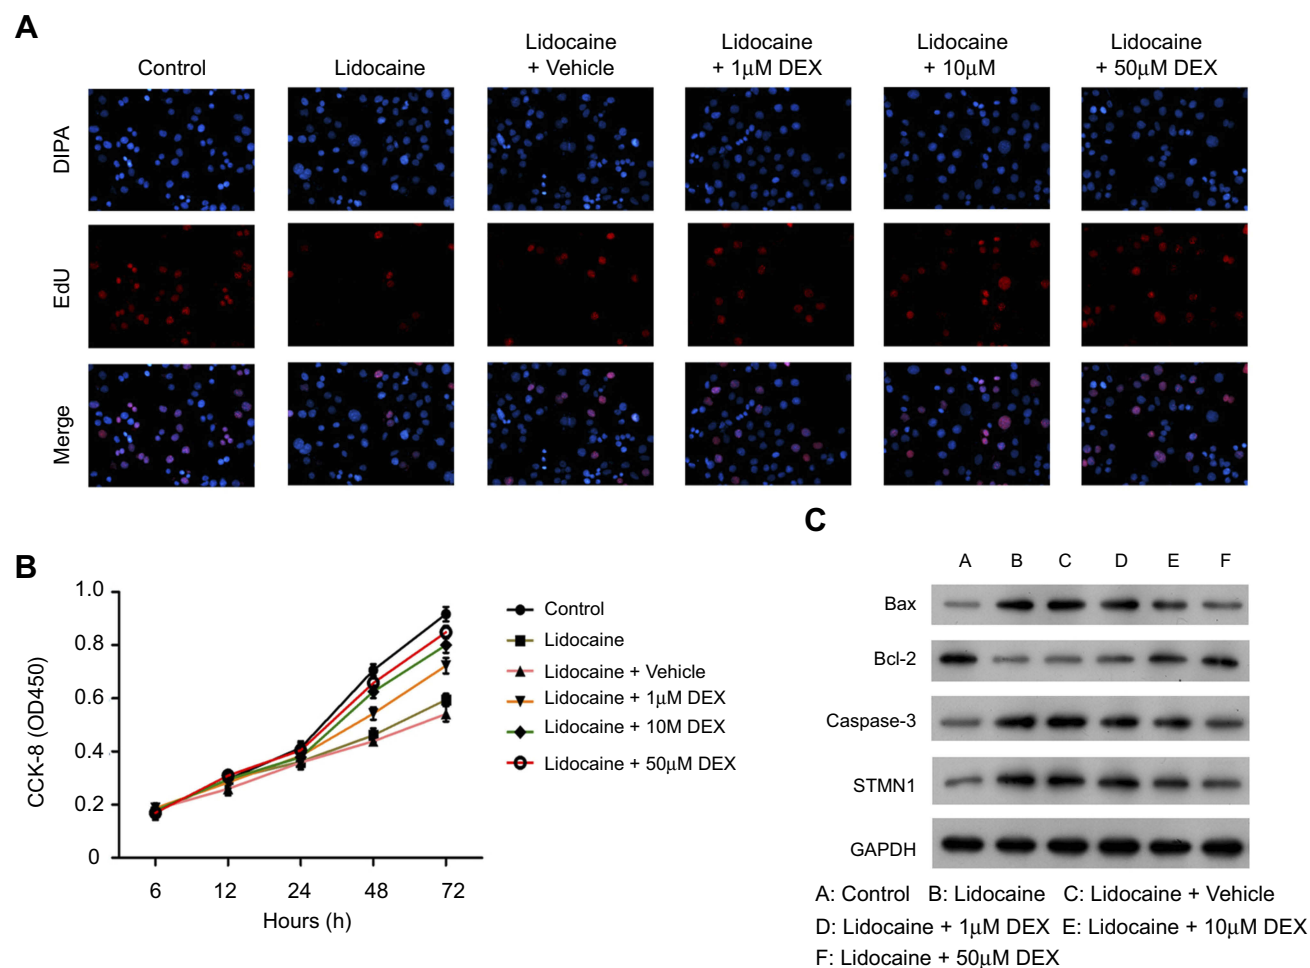 A
Control
Lidocaine
Lidocaine
+ Vehicle
Lidocaine
+ 1μM DEX
Lidocaine
+ 10μM
Lidocaine
+ 50μM DEX
DIPA
EdU
Merge
B
CCK-8 (OD450)
1.0
0.8
0.6
0.4
0.2
0
6 12 24 48 72
Hours (h)
Control
Lidocaine
Lidocaine + Vehicle
Lidocaine + 1μM DEX
Lidocaine + 10M DEX
Lidocaine + 50μM DEX
C
A B C D E F
Bax
Bcl-2
Caspase-3
STMN1
GAPDH
A: Control B: Lidocaine C: Lidocaine + Vehicle
D: Lidocaine + 1μM DEX E: Lidocaine + 10μM DEX
F: Lidocaine + 50μM DEX